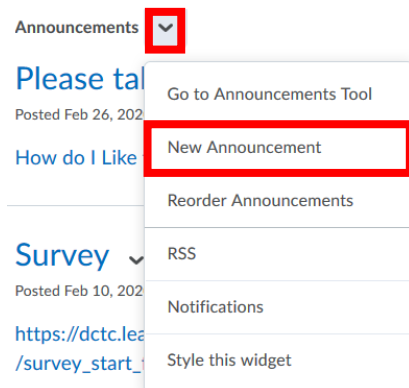 Announcements
Please tal
Go to Announcements Tool
Posted Feb 26, 202
New Announcement
How do I Like
Reorder Announcements
Survey
RSS
Posted Feb 10, 202
Notifications
https://dctc.lea
/survey_start_
Style this widget